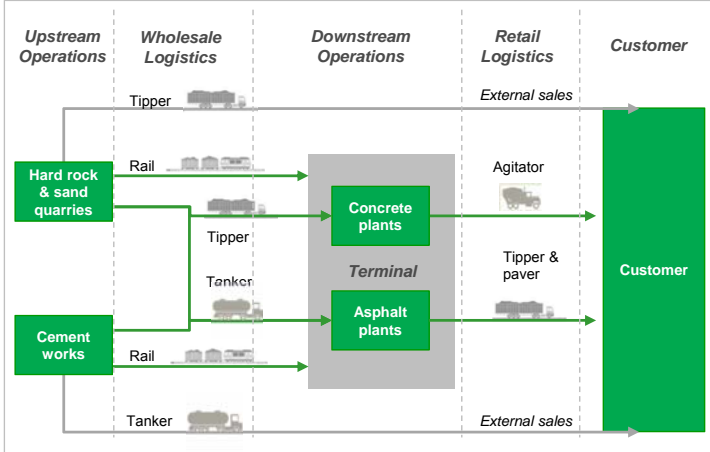 Upstream
Operations
Wholesale
Logistics
Downstream
Operations
Retail
Logistics
Customer
Tipper
External sales
Rail
Hard rock
& sand
quarries
Tipper
Concrete
plants
Agitator
Terminal
Tipper &
paver
Customer
Tanker
Asphalt
plants
Cement
works
Rail
Tanker
External sales